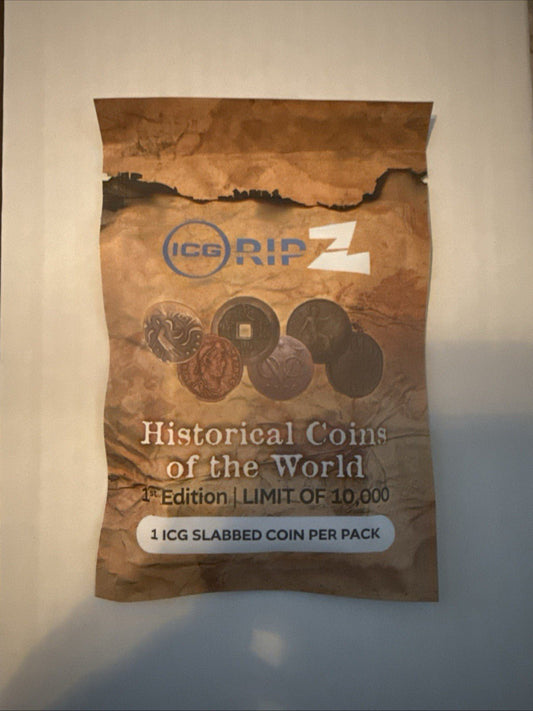 ICG RIPZ
Historical Coins
of the World
1st Edition | LIMIT OF 10,000
1 ICG SLABBED COIN PER PACK